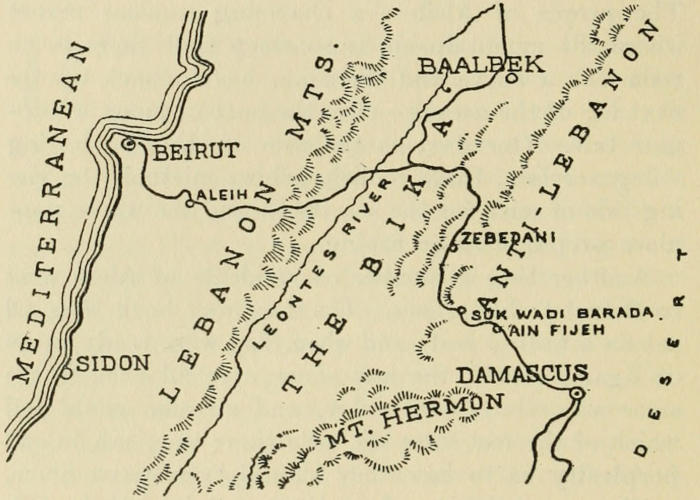 MEDITERRANEAN
BEIRUT
ALEIH
SIDON
LEBANON MTS
LEONTES RIVER
THE BIKA
BAALBEK
ANTI-LEBANON
ZEBEDANI
SUK WADI BARADA.
'AIN FIJEH
DAMASCUS
MT. HERMON
DESERT